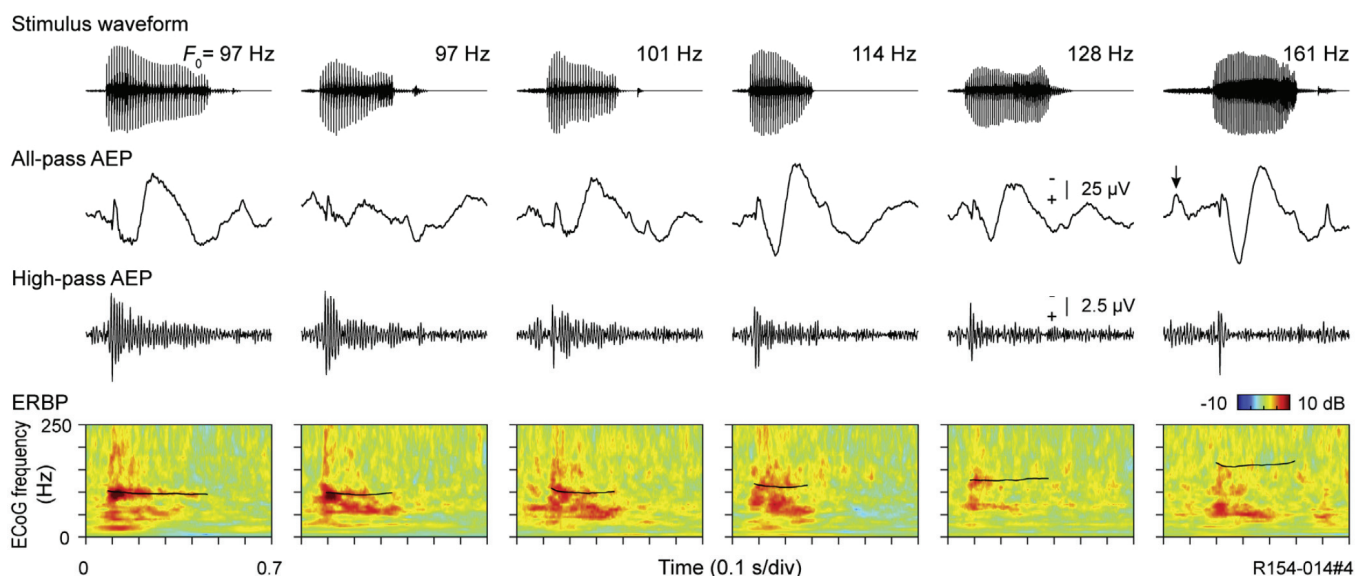 Stimulus waveform
F₀ = 97 Hz
97 Hz
101 Hz
114 Hz
128 Hz
161 Hz
All-pass AEP
-
+ | 25 µV
High-pass AEP
-
+ | 2.5 µV
ERBP
-10 10 dB
250
ECoG frequency
(Hz)
0
0 0.7
Time (0.1 s/div)
R154-014#4